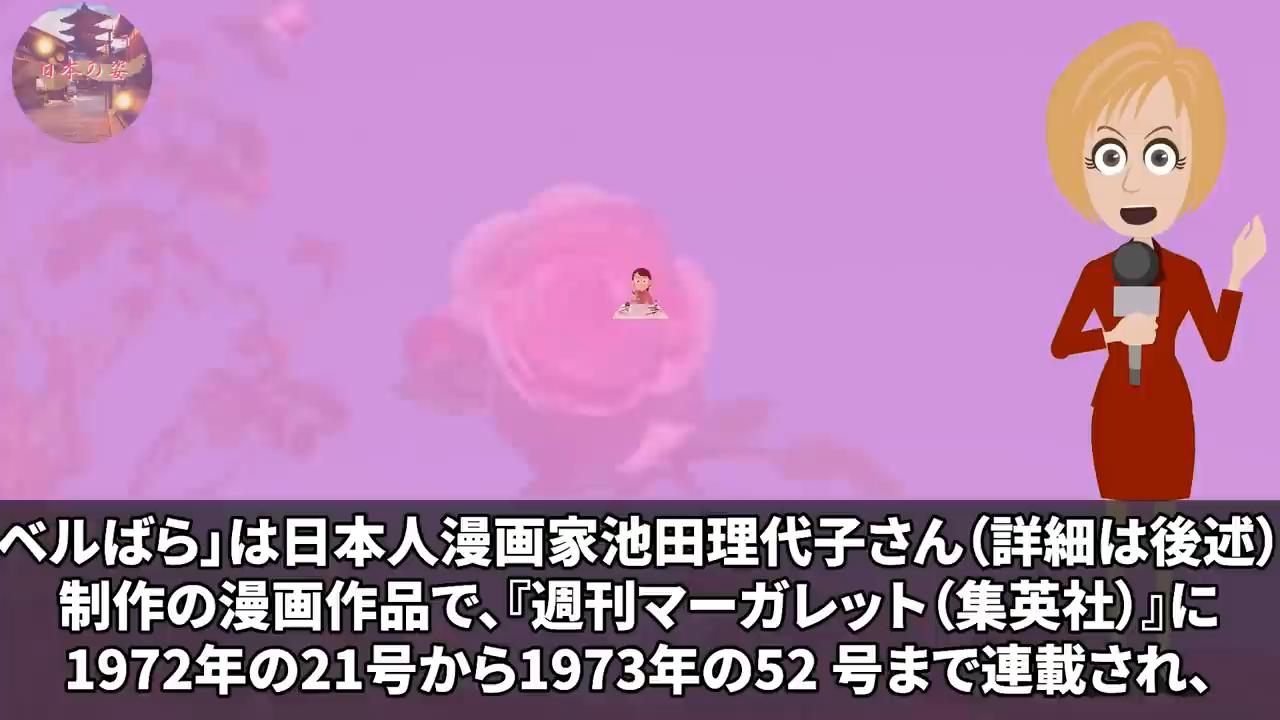 日本の姿
ベルばら」は日本人漫画家池田理代子さん（詳細は後述）
制作の漫画作品で、『週刊マーガレット（集英社）』に
1972年の21号から1973年の52 号まで連載され、